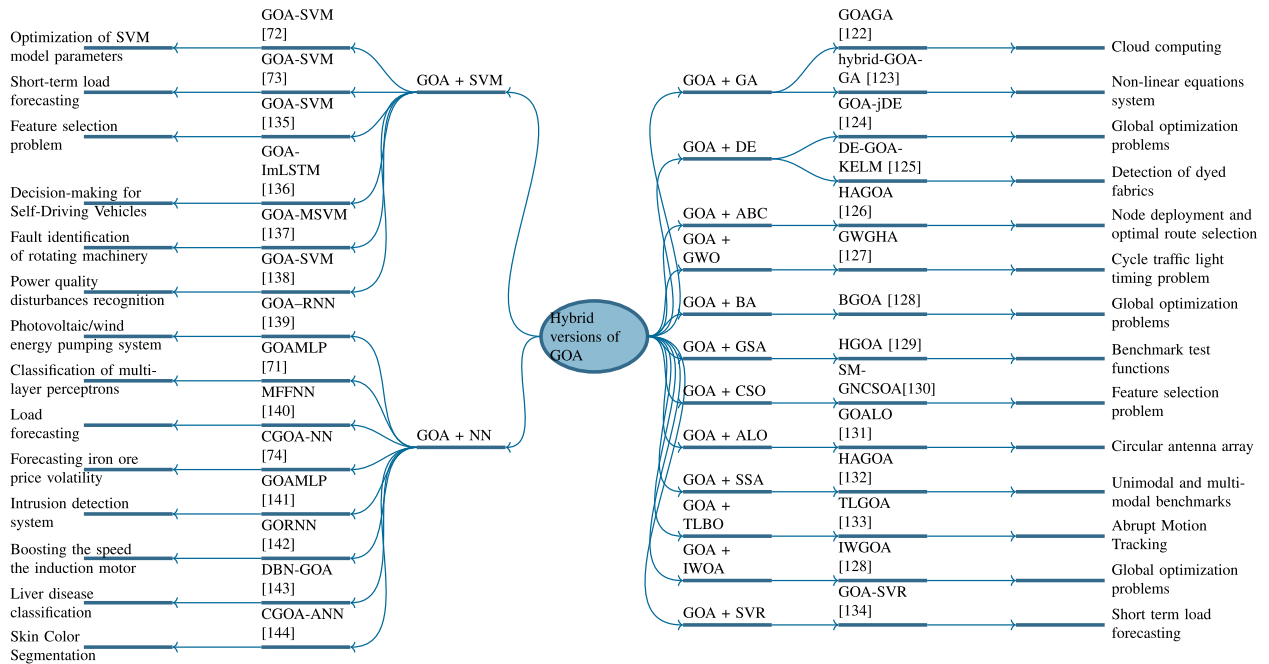 Hybrid
versions of
GOA
GOA + SVM
GOA-SVM
[72]
Optimization of SVM
model parameters
GOA-SVM
[73]
Short-term load
forecasting
GOA-SVM
[135]
Feature selection
problem
GOA-
ImLSTM
[136]
Decision-making for
Self-Driving Vehicles
GOA-MSVM
[137]
Fault identification
of rotating machinery
GOA-SVM
[138]
Power quality
disturbances recognition
GOA + NN
GOA–RNN
[139]
Photovoltaic/wind
energy pumping system
GOAMLP
[71]
Classification of multi-
layer perceptrons
MFFNN
[140]
Load
forecasting
CGOA-NN
[74]
Forecasting iron ore
price volatility
GOAMLP
[141]
Intrusion detection
system
GORNN
[142]
Boosting the speed
the induction motor
DBN-GOA
[143]
Liver disease
classification
CGOA-ANN
[144]
Skin Color
Segmentation
GOA + GA
GOAGA
[122]
Cloud computing
hybrid-GOA-
GA [123]
Non-linear equations
system
GOA + DE
GOA-jDE
[124]
Global optimization
problems
DE-GOA-
KELM [125]
Detection of dyed
fabrics
GOA + ABC
HAGOA
[126]
Node deployment and
optimal route selection
GOA +
GWO
GWGHA
[127]
Cycle traffic light
timing problem
GOA + BA
BGOA [128]
Global optimization
problems
GOA + GSA
HGOA [129]
Benchmark test
functions
GOA + CSO
SM-
GNCSOA[130]
Feature selection
problem
GOA + ALO
GOALO
[131]
Circular antenna array
GOA + SSA
HAGOA
[132]
Unimodal and multi-
modal benchmarks
GOA +
TLBO
TLGOA
[133]
Abrupt Motion
Tracking
GOA +
IWOA
IWGOA
[128]
Global optimization
problems
GOA + SVR
GOA-SVR
[134]
Short term load
forecasting